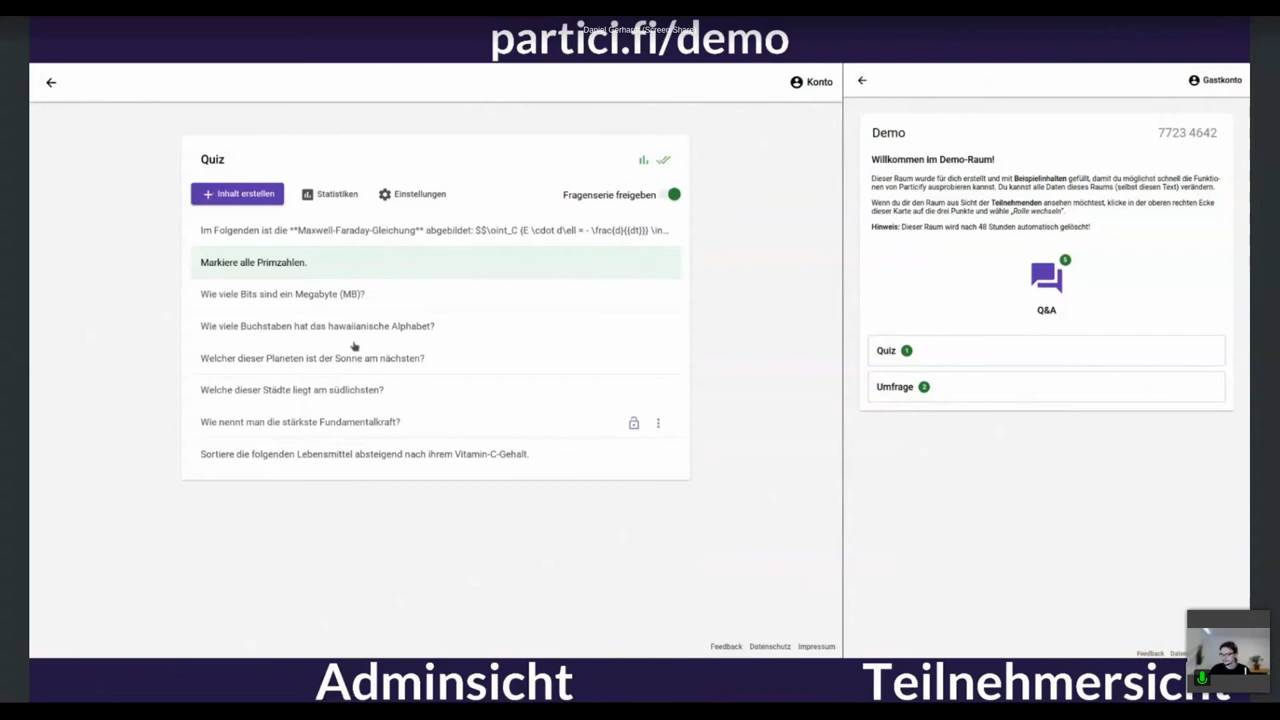 partici.fi/demo
Konto
Quiz
Inhalt erstellen
Statistiken
Einstellungen
Fragenserie freigeben
Im Folgenden ist die **Maxwell-Faraday-Gleichung** abgebildet: $$\oint_C {E \cdot d\ell = - \frac{d}{{dt}}} \in...
Markiere alle Primzahlen.
Wie viele Bits sind ein Megabyte (MB)?
Wie viele Buchstaben hat das hawaiianische Alphabet?
Welcher dieser Planeten ist der Sonne am nächsten?
Welche dieser Städte liegt am südlichsten?
Wie nennt man die stärkste Fundamentalkraft?
Sortiere die folgenden Lebensmittel absteigend nach ihrem Vitamin-C-Gehalt.
Feedback Datenschutz Impressum
Adminsicht
Gastkonto
Demo 7723 4642
Willkommen im Demo-Raum!
Dieser Raum wurde für dich erstellt und mit Beispielinhalten gefüllt, damit du möglichst schnell die Funktio-
nen von Particify ausprobieren kannst. Du kannst alle Daten dieses Raums (selbst diesen Text) verändern.
Wenn du dir den Raum aus Sicht der Teilnehmenden ansehen möchtest, klicke in der oberen rechten Ecke
dieser Karte auf die drei Punkte und wähle „Rolle wechseln".
Hinweis: Dieser Raum wird nach 48 Stunden automatisch gelöscht!
5
Q&A
Quiz 1
Umfrage 2
Feedback
Teilnehmersicht